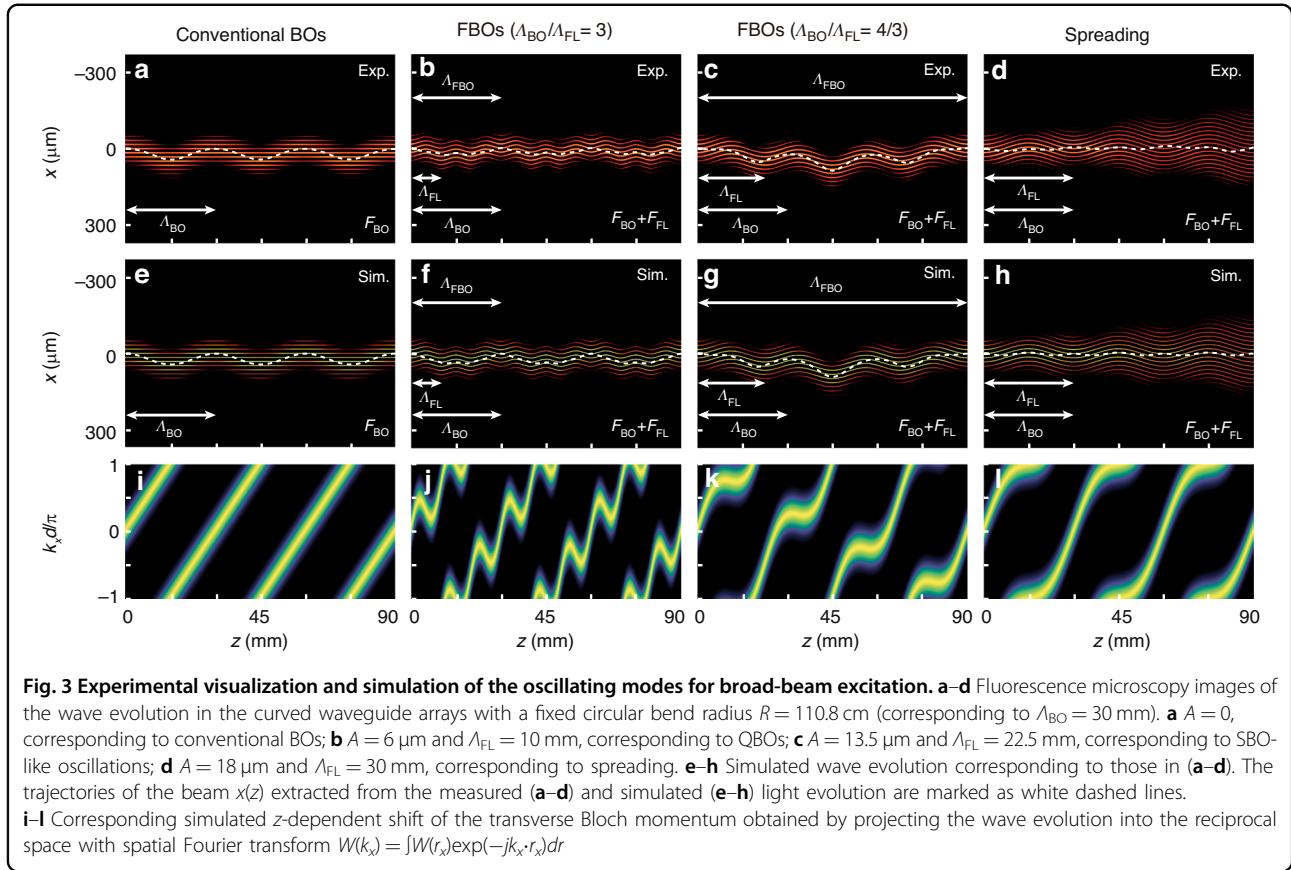 Conventional BOs
FBOs (Λ_BO/Λ_FL = 3)
FBOs (Λ_BO/Λ_FL = 4/3)
Spreading
a Exp.
b Exp.
c Exp.
d Exp.
−300
0
300
x (μm)
Λ_BO
F_BO
Λ_FBO
Λ_FL
Λ_BO
F_BO+F_FL
Λ_FBO
Λ_FL
Λ_BO
F_BO+F_FL
Λ_FL
Λ_BO
F_BO+F_FL
e Sim.
f Sim.
g Sim.
h Sim.
−300
0
300
x (μm)
Λ_BO
F_BO
Λ_FBO
Λ_FL
Λ_BO
F_BO+F_FL
Λ_FBO
Λ_FL
Λ_BO
F_BO+F_FL
Λ_FL
Λ_BO
F_BO+F_FL
i
j
k
l
1
0
−1
k_x d/π
0 45 90
0 45 90
0 45 90
0 45 90
z (mm)
z (mm)
z (mm)
z (mm)
Fig. 3 Experimental visualization and simulation of the oscillating modes for broad-beam excitation. a–d Fluorescence microscopy images of
the wave evolution in the curved waveguide arrays with a fixed circular bend radius R = 110.8 cm (corresponding to Λ_BO = 30 mm). a A = 0,
corresponding to conventional BOs; b A = 6 μm and Λ_FL = 10 mm, corresponding to QBOs; c A = 13.5 μm and Λ_FL = 22.5 mm, corresponding to SBO-
like oscillations; d A = 18 μm and Λ_FL = 30 mm, corresponding to spreading. e–h Simulated wave evolution corresponding to those in (a–d). The
trajectories of the beam x(z) extracted from the measured (a–d) and simulated (e–h) light evolution are marked as white dashed lines.
i–l Corresponding simulated z-dependent shift of the transverse Bloch momentum obtained by projecting the wave evolution into the reciprocal
space with spatial Fourier transform W(k_x) = ∫W(r_x)exp(−jk_x·r_x)dr